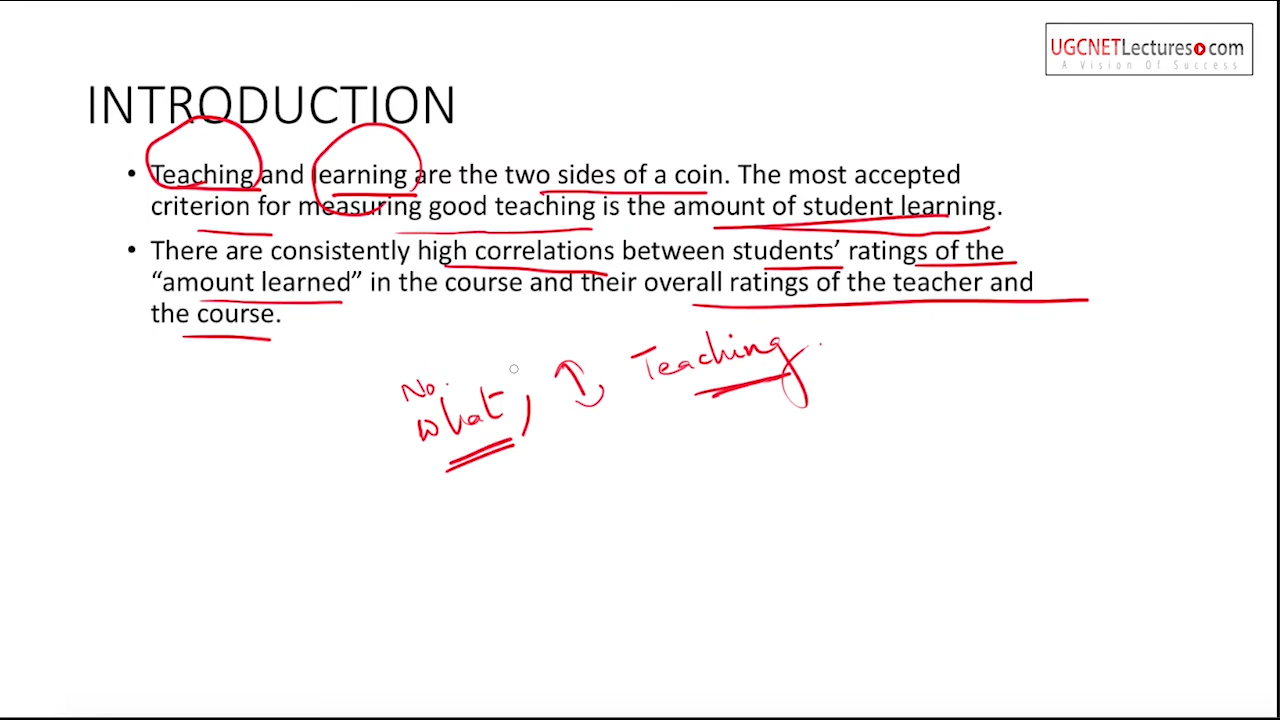 UGCNETLectures.com
A Vision Of Success
INTRODUCTION
• Teaching and learning are the two sides of a coin. The most accepted
criterion for measuring good teaching is the amount of student learning.
• There are consistently high correlations between students’ ratings of the
“amount learned” in the course and their overall ratings of the teacher and
the course.
Teaching
No.
What,